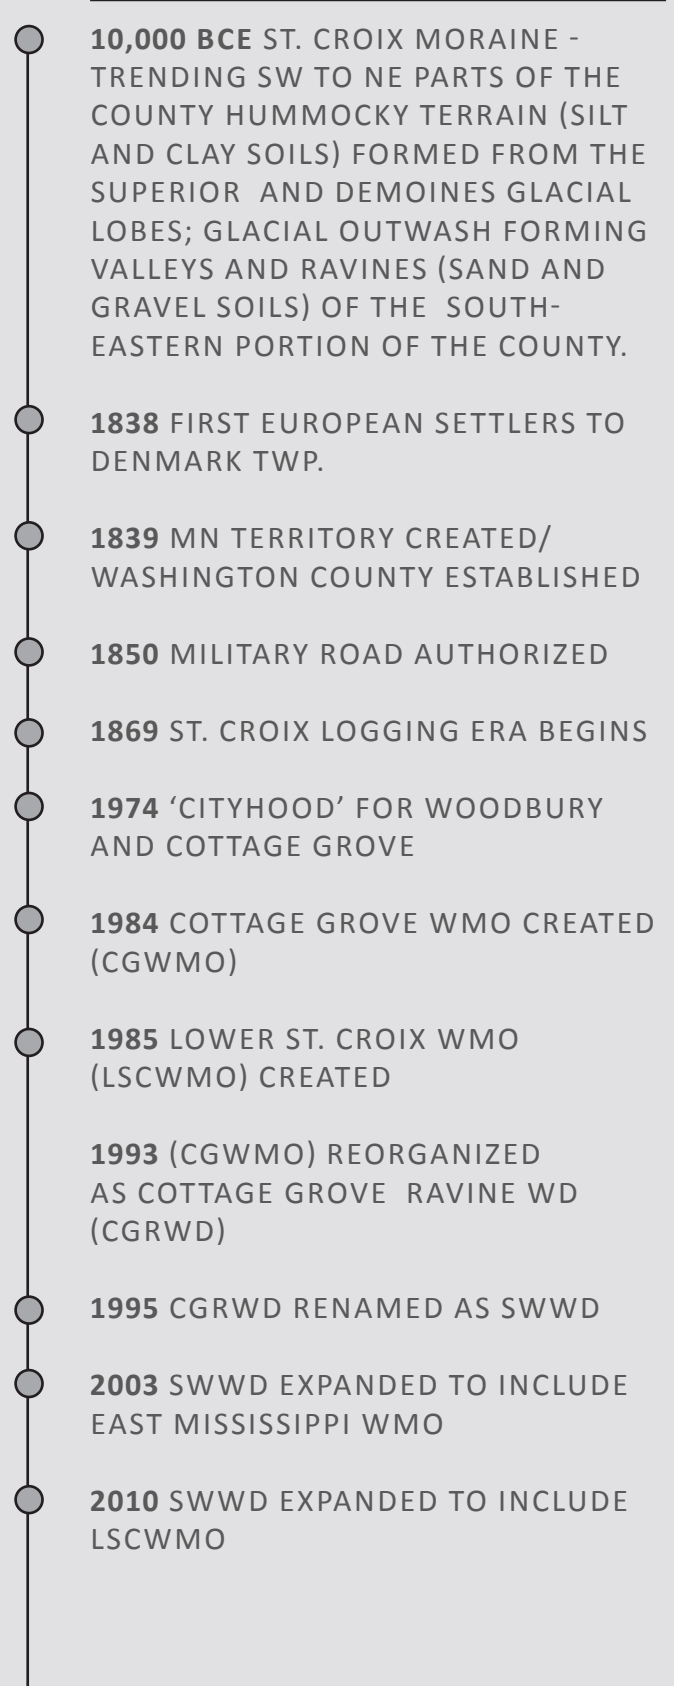 10,000 BCE ST. CROIX MORAINE -
TRENDING SW TO NE PARTS OF THE
COUNTY HUMMOCKY TERRAIN (SILT
AND CLAY SOILS) FORMED FROM THE
SUPERIOR  AND DEMOINES GLACIAL
LOBES; GLACIAL OUTWASH FORMING
VALLEYS AND RAVINES (SAND AND
GRAVEL SOILS) OF THE  SOUTH-
EASTERN PORTION OF THE COUNTY.
1838 FIRST EUROPEAN SETTLERS TO
DENMARK TWP.
1839 MN TERRITORY CREATED/
WASHINGTON COUNTY ESTABLISHED
1850 MILITARY ROAD AUTHORIZED
1869 ST. CROIX LOGGING ERA BEGINS
1974 ‘CITYHOOD’ FOR WOODBURY
AND COTTAGE GROVE
1984 COTTAGE GROVE WMO CREATED
(CGWMO)
1985 LOWER ST. CROIX WMO
(LSCWMO) CREATED
1993 (CGWMO) REORGANIZED
AS COTTAGE GROVE  RAVINE WD
(CGRWD)
1995 CGRWD RENAMED AS SWWD
2003 SWWD EXPANDED TO INCLUDE
EAST MISSISSIPPI WMO
2010 SWWD EXPANDED TO INCLUDE
LSCWMO